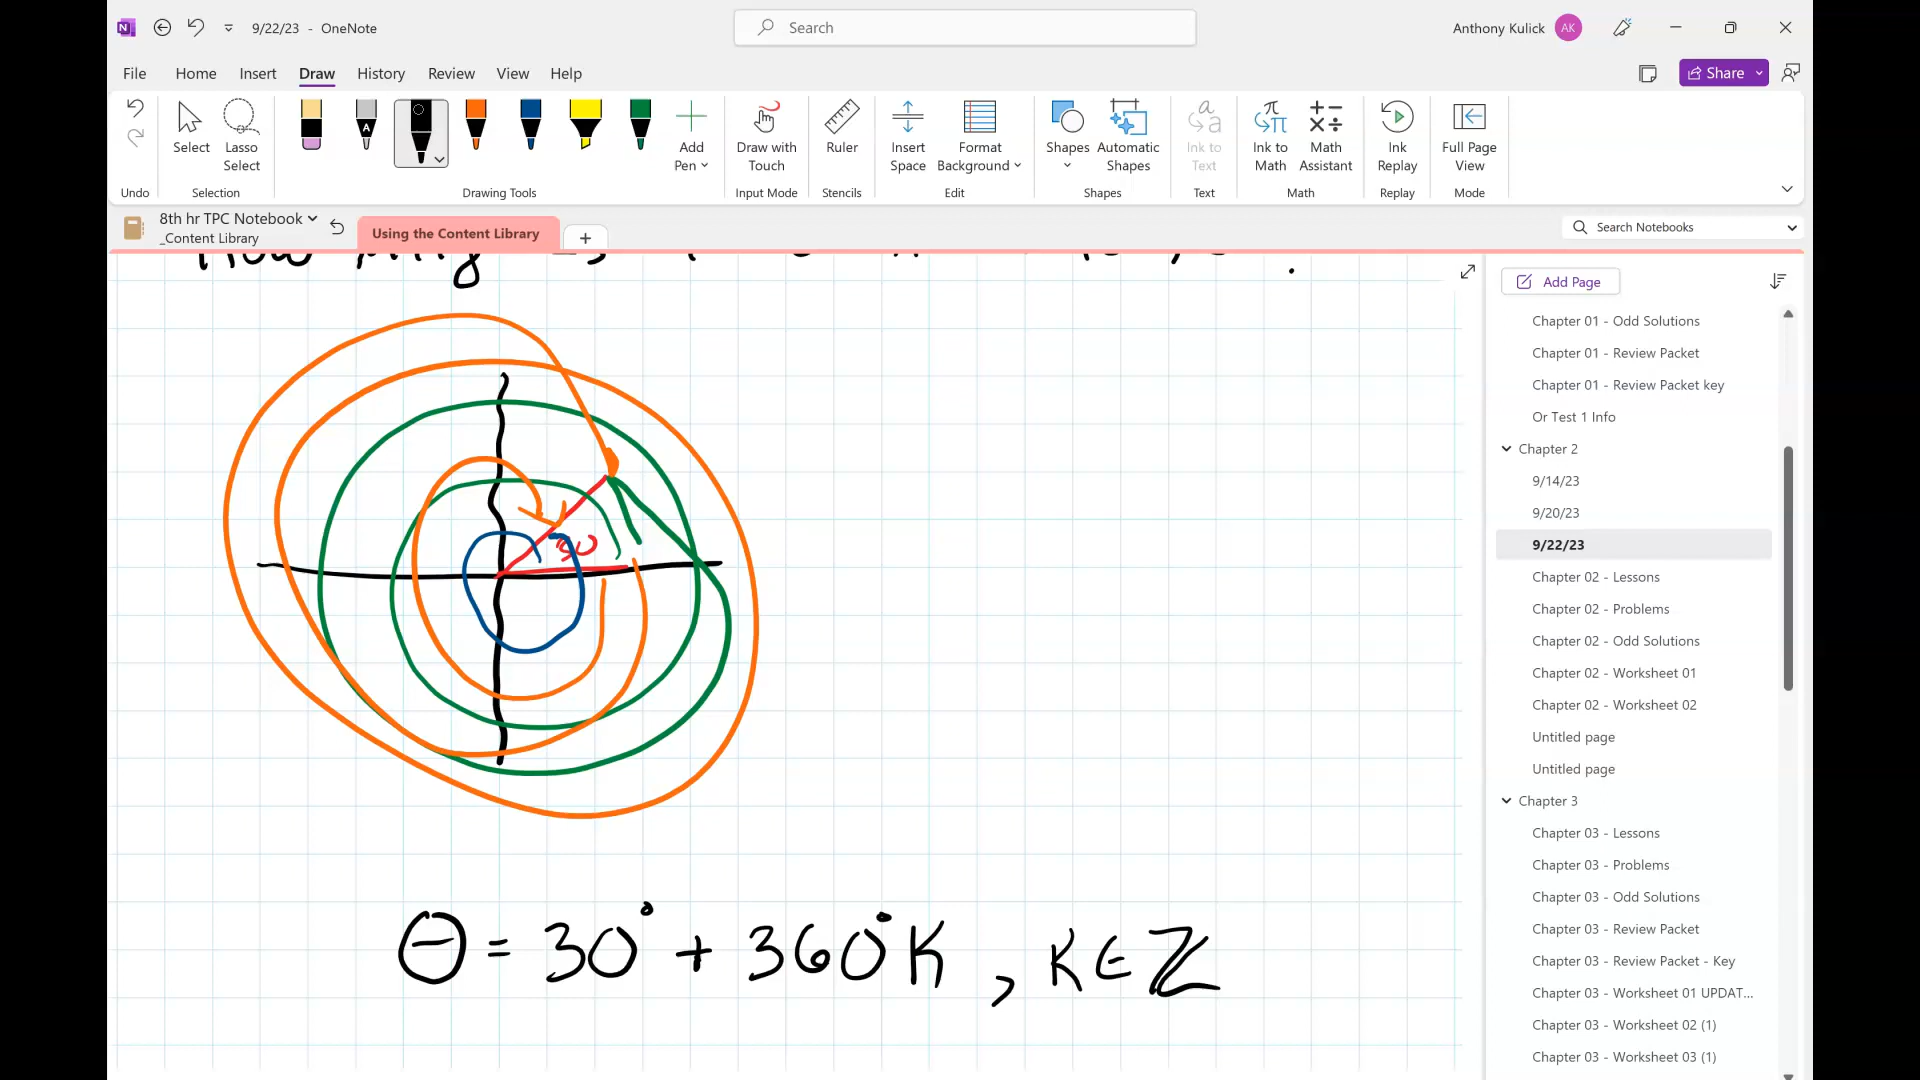 9/22/23 - OneNote
Search
Anthony Kulick AK
File Home Insert Draw History Review View Help
Share
A
Select
Lasso Select
Add Pen
Draw with Touch
Ruler
Insert Space
Format Background
Shapes
Automatic Shapes
Ink to Text
Ink to Math
Math Assistant
Ink Replay
Full Page View
Undo Selection Drawing Tools Input Mode Stencils Edit Shapes Text Math Replay Mode
8th hr TPC Notebook
_Content Library
Using the Content Library
Search Notebooks
Add Page
Chapter 01 - Odd Solutions
Chapter 01 - Review Packet
Chapter 01 - Review Packet key
Or Test 1 Info
Chapter 2
9/14/23
9/20/23
9/22/23
Chapter 02 - Lessons
Chapter 02 - Problems
Chapter 02 - Odd Solutions
Chapter 02 - Worksheet 01
Chapter 02 - Worksheet 02
Untitled page
Untitled page
Chapter 3
Chapter 03 - Lessons
Chapter 03 - Problems
Chapter 03 - Odd Solutions
Chapter 03 - Review Packet
Chapter 03 - Review Packet - Key
Chapter 03 - Worksheet 01 UPDAT...
Chapter 03 - Worksheet 02 (1)
Chapter 03 - Worksheet 03 (1)
How many
30
θ = 30° + 360°K , K ∈ ℤ